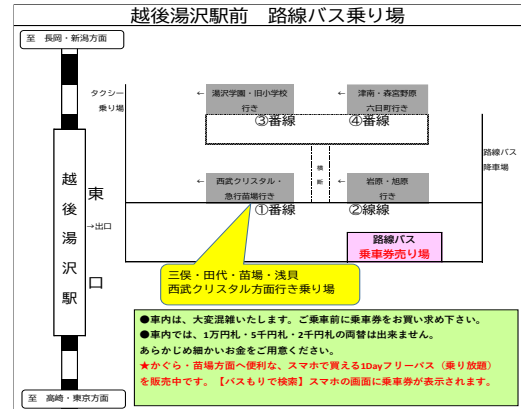 越後湯沢駅前　路線バス乗り場
至　長岡・新潟方面
タクシー
乗り場
←
湯沢学園・旧小学校
行き
③番線
←
津南・森宮野原
六日町行き
④番線
路線バス
降車場
横
断
←
西武クリスタル・
急行苗場行き
①番線
←
岩原・旭原
行き
②線線
越後湯沢駅
東口
→出口
路線バス
乗車券売り場
三俣・田代・苗場・浅貝
西武クリスタル方面行き乗り場
●車内は、大変混雑いたします。ご乗車前に乗車券をお買い求め下さい。
●車内では、1万円札・5千円札・2千円札の両替は出来ません。
あらかじめ細かいお金をご用意ください。
★かぐら・苗場方面へ便利な、スマホで買える1Dayフリーパス（乗り放題）
を販売中です。【バスもりで検索】スマホの画面に乗車券が表示されます。
至　高崎・東京方面